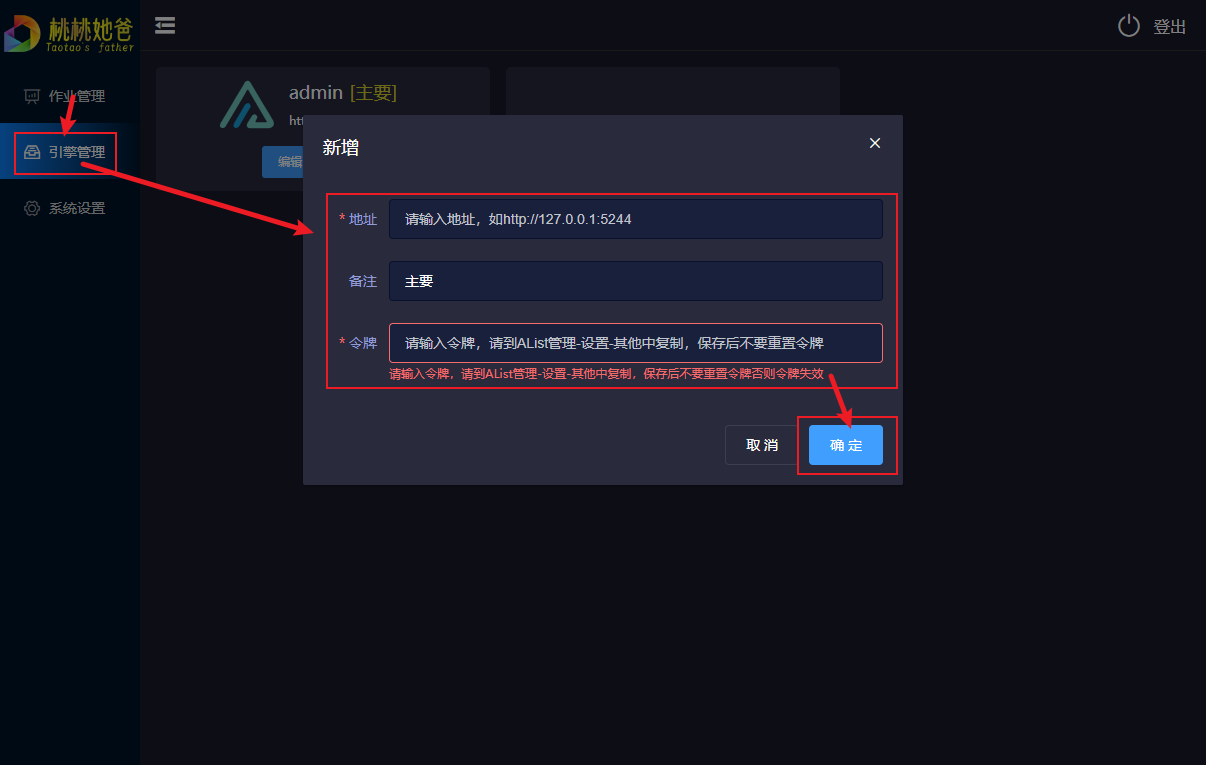 桃桃她爸
Taotao's father
登出
作业管理
引擎管理
系统设置
admin [主要]
htt
编辑
新增
* 地址 请输入地址，如http://127.0.0.1:5244
备注 主要
* 令牌 请输入令牌，请到AList管理-设置-其他中复制，保存后不要重置令牌
请输入令牌，请到AList管理-设置-其他中复制，保存后不要重置令牌否则令牌失效
取 消
确 定